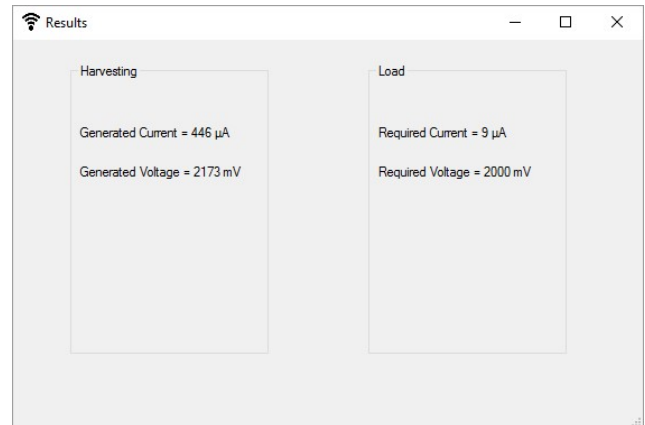 Results
Harvesting
Generated Current = 446 µA
Generated Voltage = 2173 mV
Load
Required Current = 9 µA
Required Voltage = 2000 mV